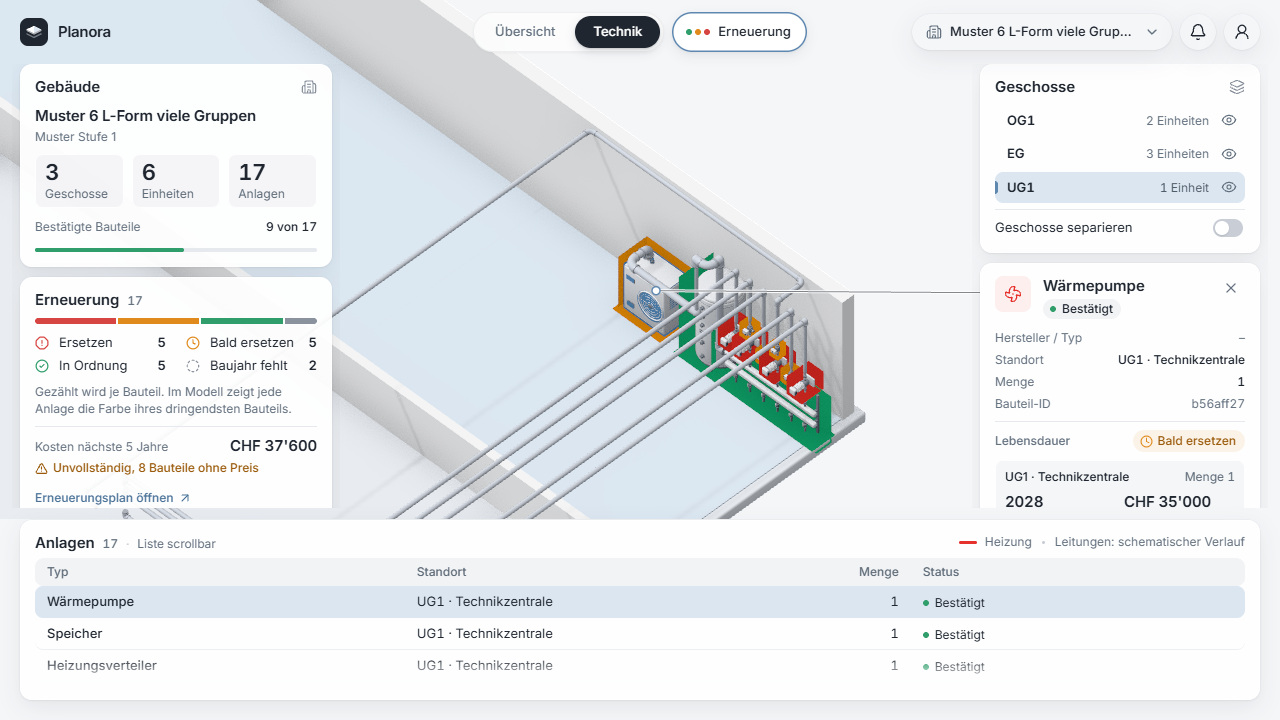 Planora
Übersicht
Technik
Erneuerung
Muster 6 L-Form viele Grup...
Gebäude
Muster 6 L-Form viele Gruppen
Muster Stufe 1
3 Geschosse
6 Einheiten
17 Anlagen
Bestätigte Bauteile 9 von 17
Erneuerung 17
Ersetzen 5 Bald ersetzen 5
In Ordnung 5 Baujahr fehlt 2
Gezählt wird je Bauteil. Im Modell zeigt jede
Anlage die Farbe ihres dringendsten Bauteils.
Kosten nächste 5 Jahre CHF 37'600
Unvollständig, 8 Bauteile ohne Preis
Erneuerungsplan öffnen
Geschosse
OG1 2 Einheiten
EG 3 Einheiten
UG1 1 Einheit
Geschosse separieren
Wärmepumpe
Bestätigt
Hersteller / Typ –
Standort UG1 · Technikzentrale
Menge 1
Bauteil-ID b56aff27
Lebensdauer Bald ersetzen
UG1 · Technikzentrale Menge 1
2028 CHF 35'000
Anlagen 17 · Liste scrollbar
Heizung · Leitungen: schematischer Verlauf
Typ Standort Menge Status
Wärmepumpe UG1 · Technikzentrale 1 Bestätigt
Speicher UG1 · Technikzentrale 1 Bestätigt
Heizungsverteiler UG1 · Technikzentrale 1 Bestätigt